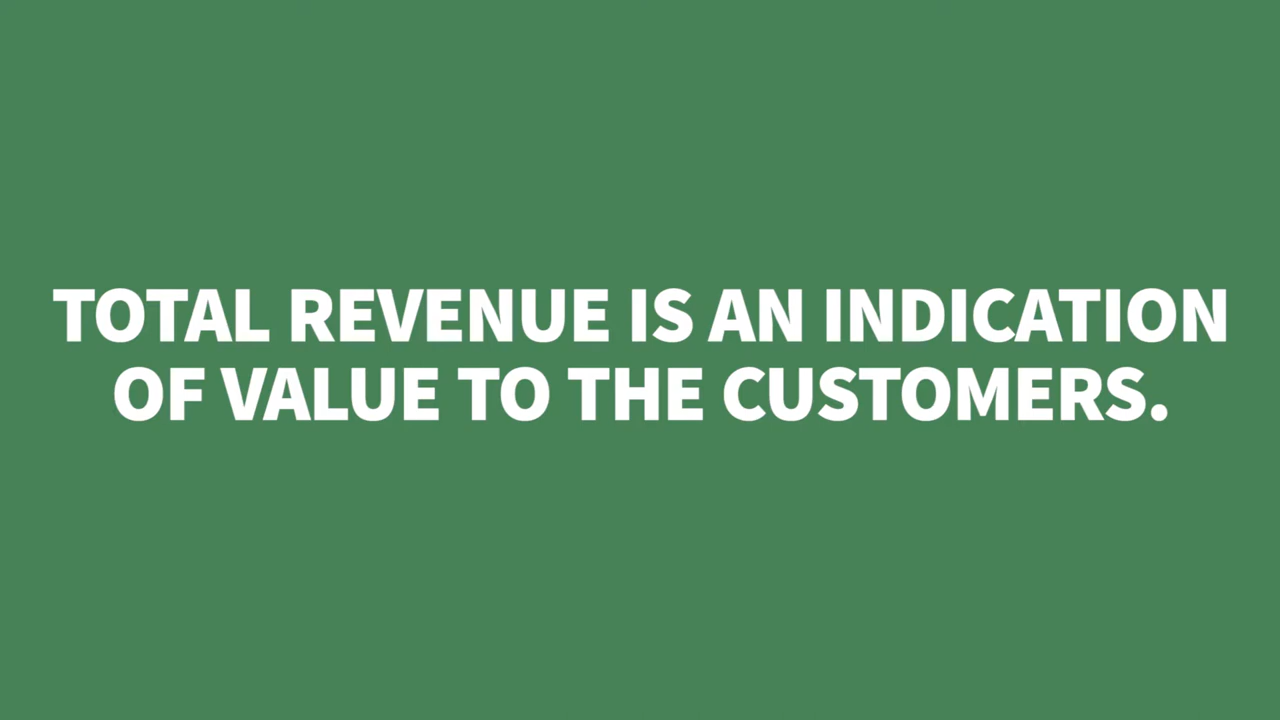 TOTAL REVENUE IS AN INDICATION
OF VALUE TO THE CUSTOMERS.